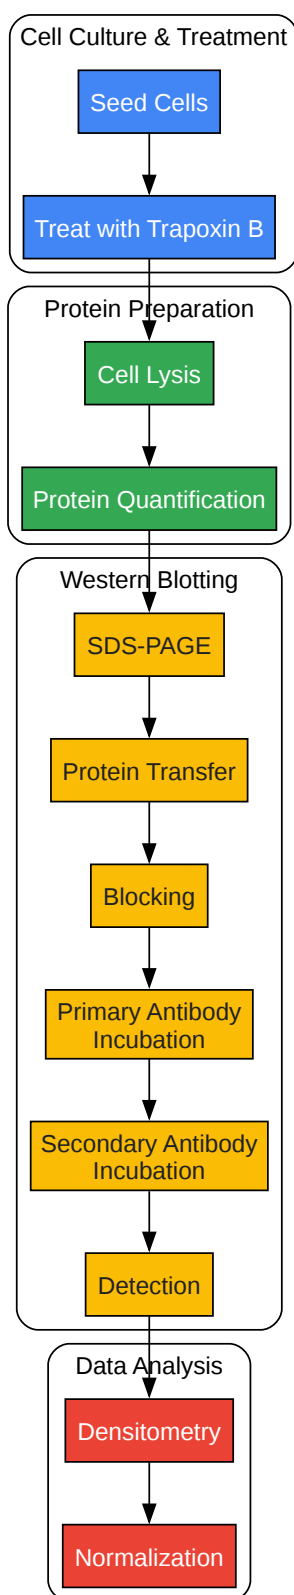 Cell Culture & Treatment
Seed Cells
Treat with Trapoxin B
Protein Preparation
Cell Lysis
Protein Quantification
Western Blotting
SDS-PAGE
Protein Transfer
Blocking
Primary Antibody
Incubation
Secondary Antibody
Incubation
Detection
Data Analysis
Densitometry
Normalization